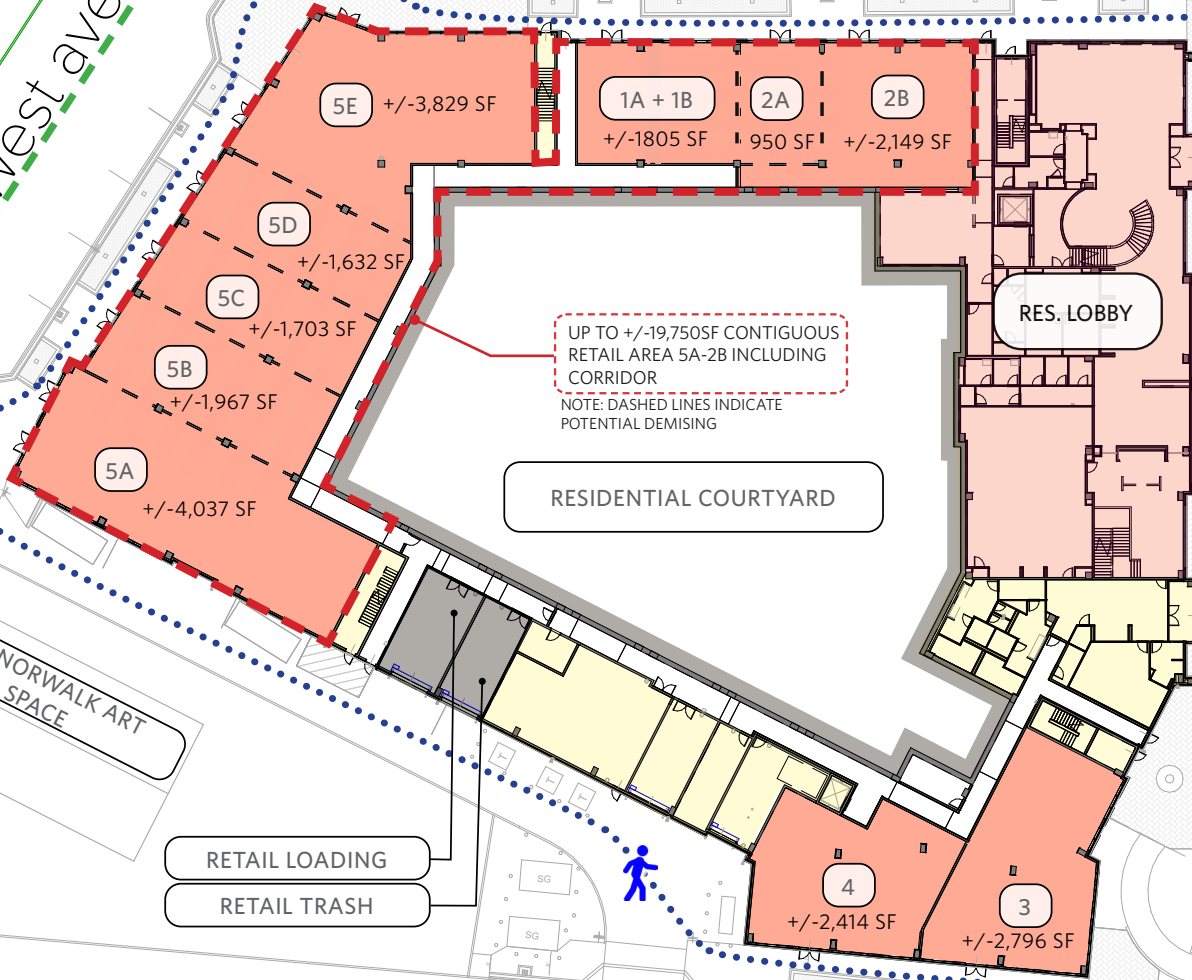 west ave
5E
+/-3,829 SF
1A + 1B
+/-1805 SF
2A
950 SF
2B
+/-2,149 SF
5D
+/-1,632 SF
5C
+/-1,703 SF
5B
+/-1,967 SF
5A
+/-4,037 SF
UP TO +/-19,750SF CONTIGUOUS
RETAIL AREA 5A-2B INCLUDING
CORRIDOR
NOTE: DASHED LINES INDICATE
POTENTIAL DEMISING
RES. LOBBY
RESIDENTIAL COURTYARD
NORWALK ART
SPACE
RETAIL LOADING
RETAIL TRASH
T
T
T
SG
SG
4
+/-2,414 SF
3
+/-2,796 SF